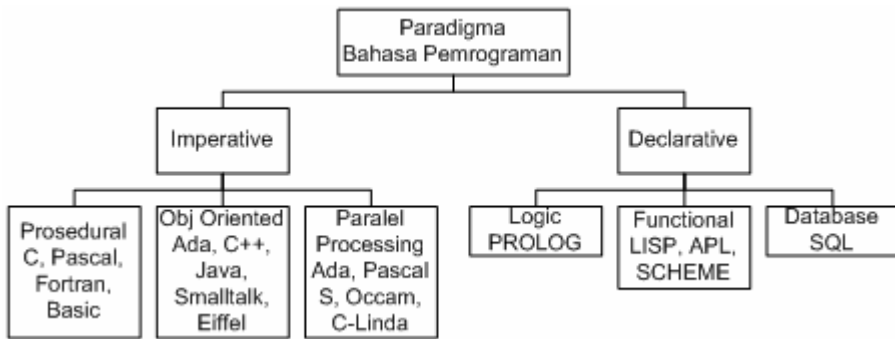 Paradigma
Bahasa Pemrograman
Imperative
Declarative
Prosedural
C, Pascal,
Fortran,
Basic
Obj Oriented
Ada, C++,
Java,
Smalltalk,
Eiffel
Paralel
Processing
Ada, Pascal
S, Occam,
C-Linda
Logic
PROLOG
Functional
LISP, APL,
SCHEME
Database
SQL